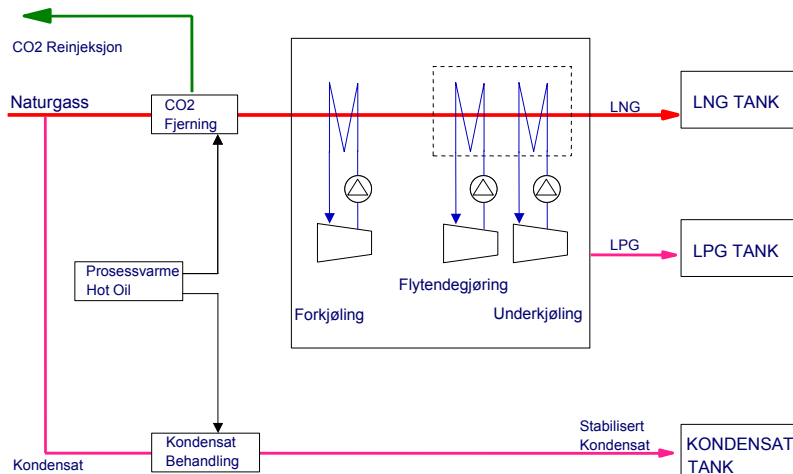 CO2 Reinjeksjon
Naturgass
CO2
Fjerning
LNG
LNG TANK
LPG
LPG TANK
Prosessvarme
Hot Oil
Forkjøling
Flytendegjøring
Underkjøling
Kondensat
Kondensat
Behandling
Stabilisert
Kondensat
KONDENSAT
TANK